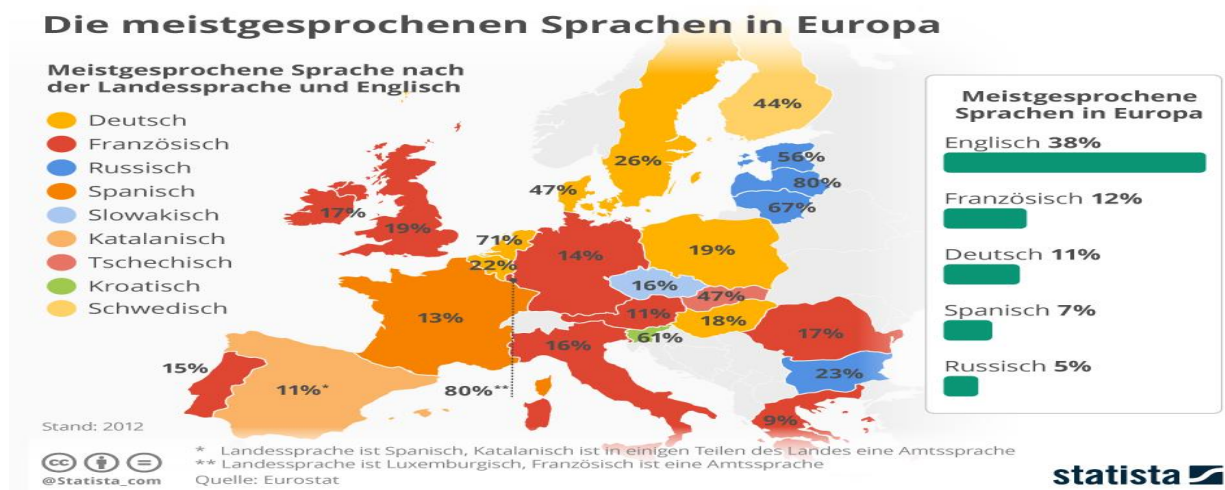 Die meistgesprochenen Sprachen in Europa
Meistgesprochene Sprache nach
der Landessprache und Englisch
Deutsch
Französisch
Russisch
Spanisch
Slowakisch
Katalanisch
Tschechisch
Kroatisch
Schwedisch
44%
26%
56%
80%
67%
47%
17%
19%
71%
22%
14%
19%
16%
47%
11%
18%
61%
13%
16%
17%
23%
15%
11%*
80%**
9%
Meistgesprochene
Sprachen in Europa
Englisch 38%
Französisch 12%
Deutsch 11%
Spanisch 7%
Russisch 5%
Stand: 2012
* Landessprache ist Spanisch, Katalanisch ist in einigen Teilen des Landes eine Amtssprache
** Landessprache ist Luxemburgisch, Französisch ist eine Amtssprache
@Statista_com
Quelle: Eurostat
cc
statista